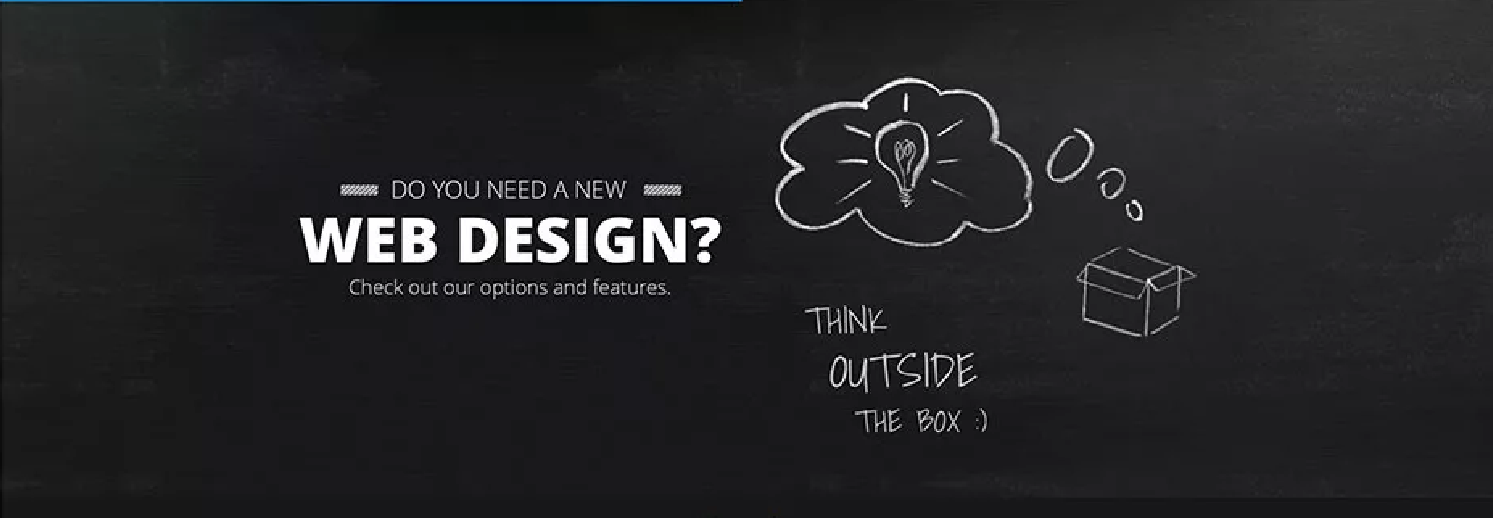 DO YOU NEED A NEW
WEB DESIGN?
Check out our options and features.
THINK
OUTSIDE
THE BOX :)